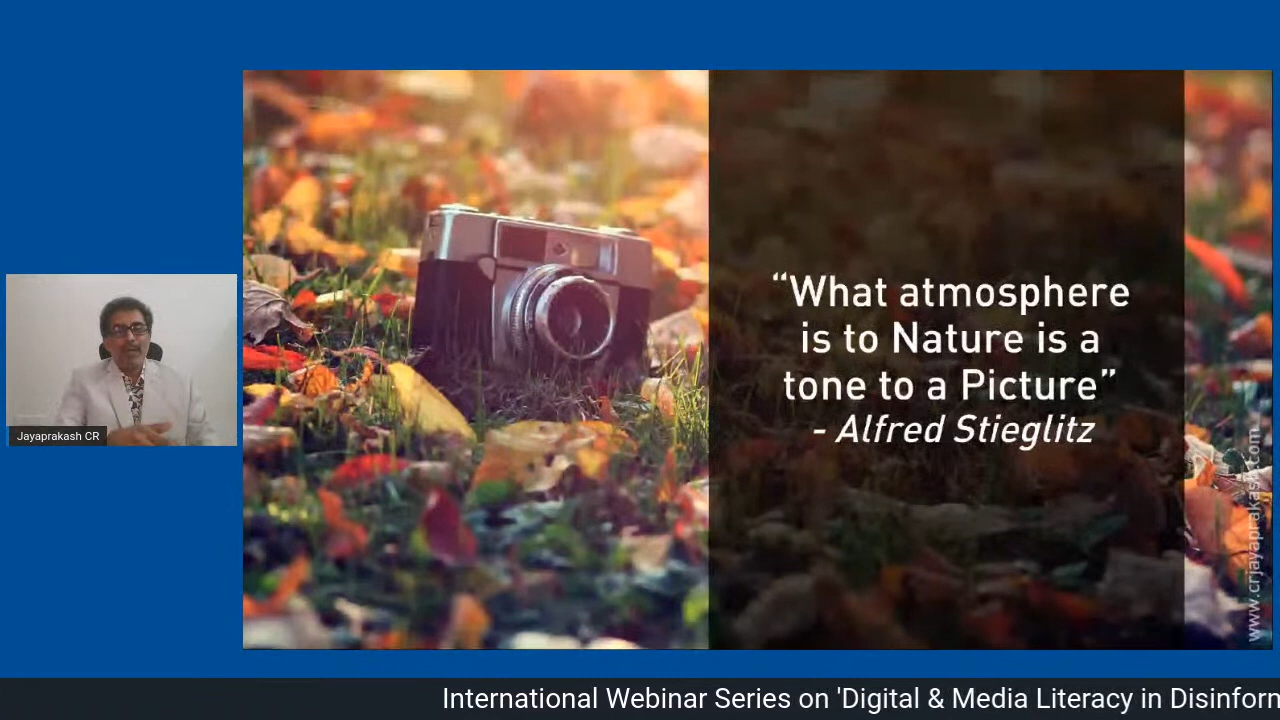 “What atmosphere
is to Nature is a
tone to a Picture”
- Alfred Stieglitz
Jayaprakash CR
www.crjayaprakash.com
International Webinar Series on 'Digital & Media Literacy in Disinforn